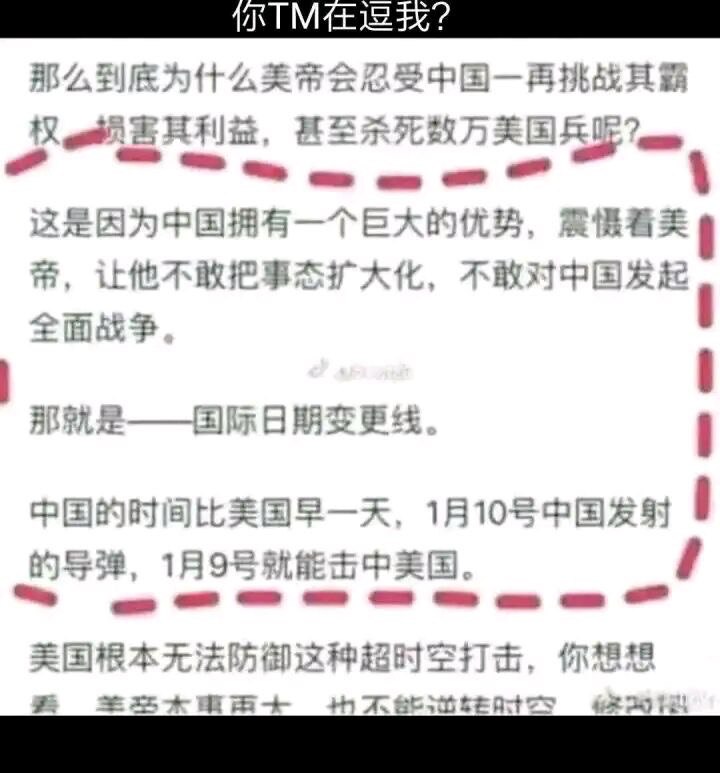 你TM在逗我?
那么到底为什么美帝会忍受中国一再挑战其霸
权，损害其利益，甚至杀死数万美国兵呢?
这是因为中国拥有一个巨大的优势，震慑着美
帝，让他不敢把事态扩大化，不敢对中国发起
全面战争。
那就是——国际日期变更线。
中国的时间比美国早一天，1月10号中国发射
的导弹，1月9号就能击中美国。
美国根本无法防御这种超时空打击，你想想
看，美帝本事再大，也不能逆转时空，修改